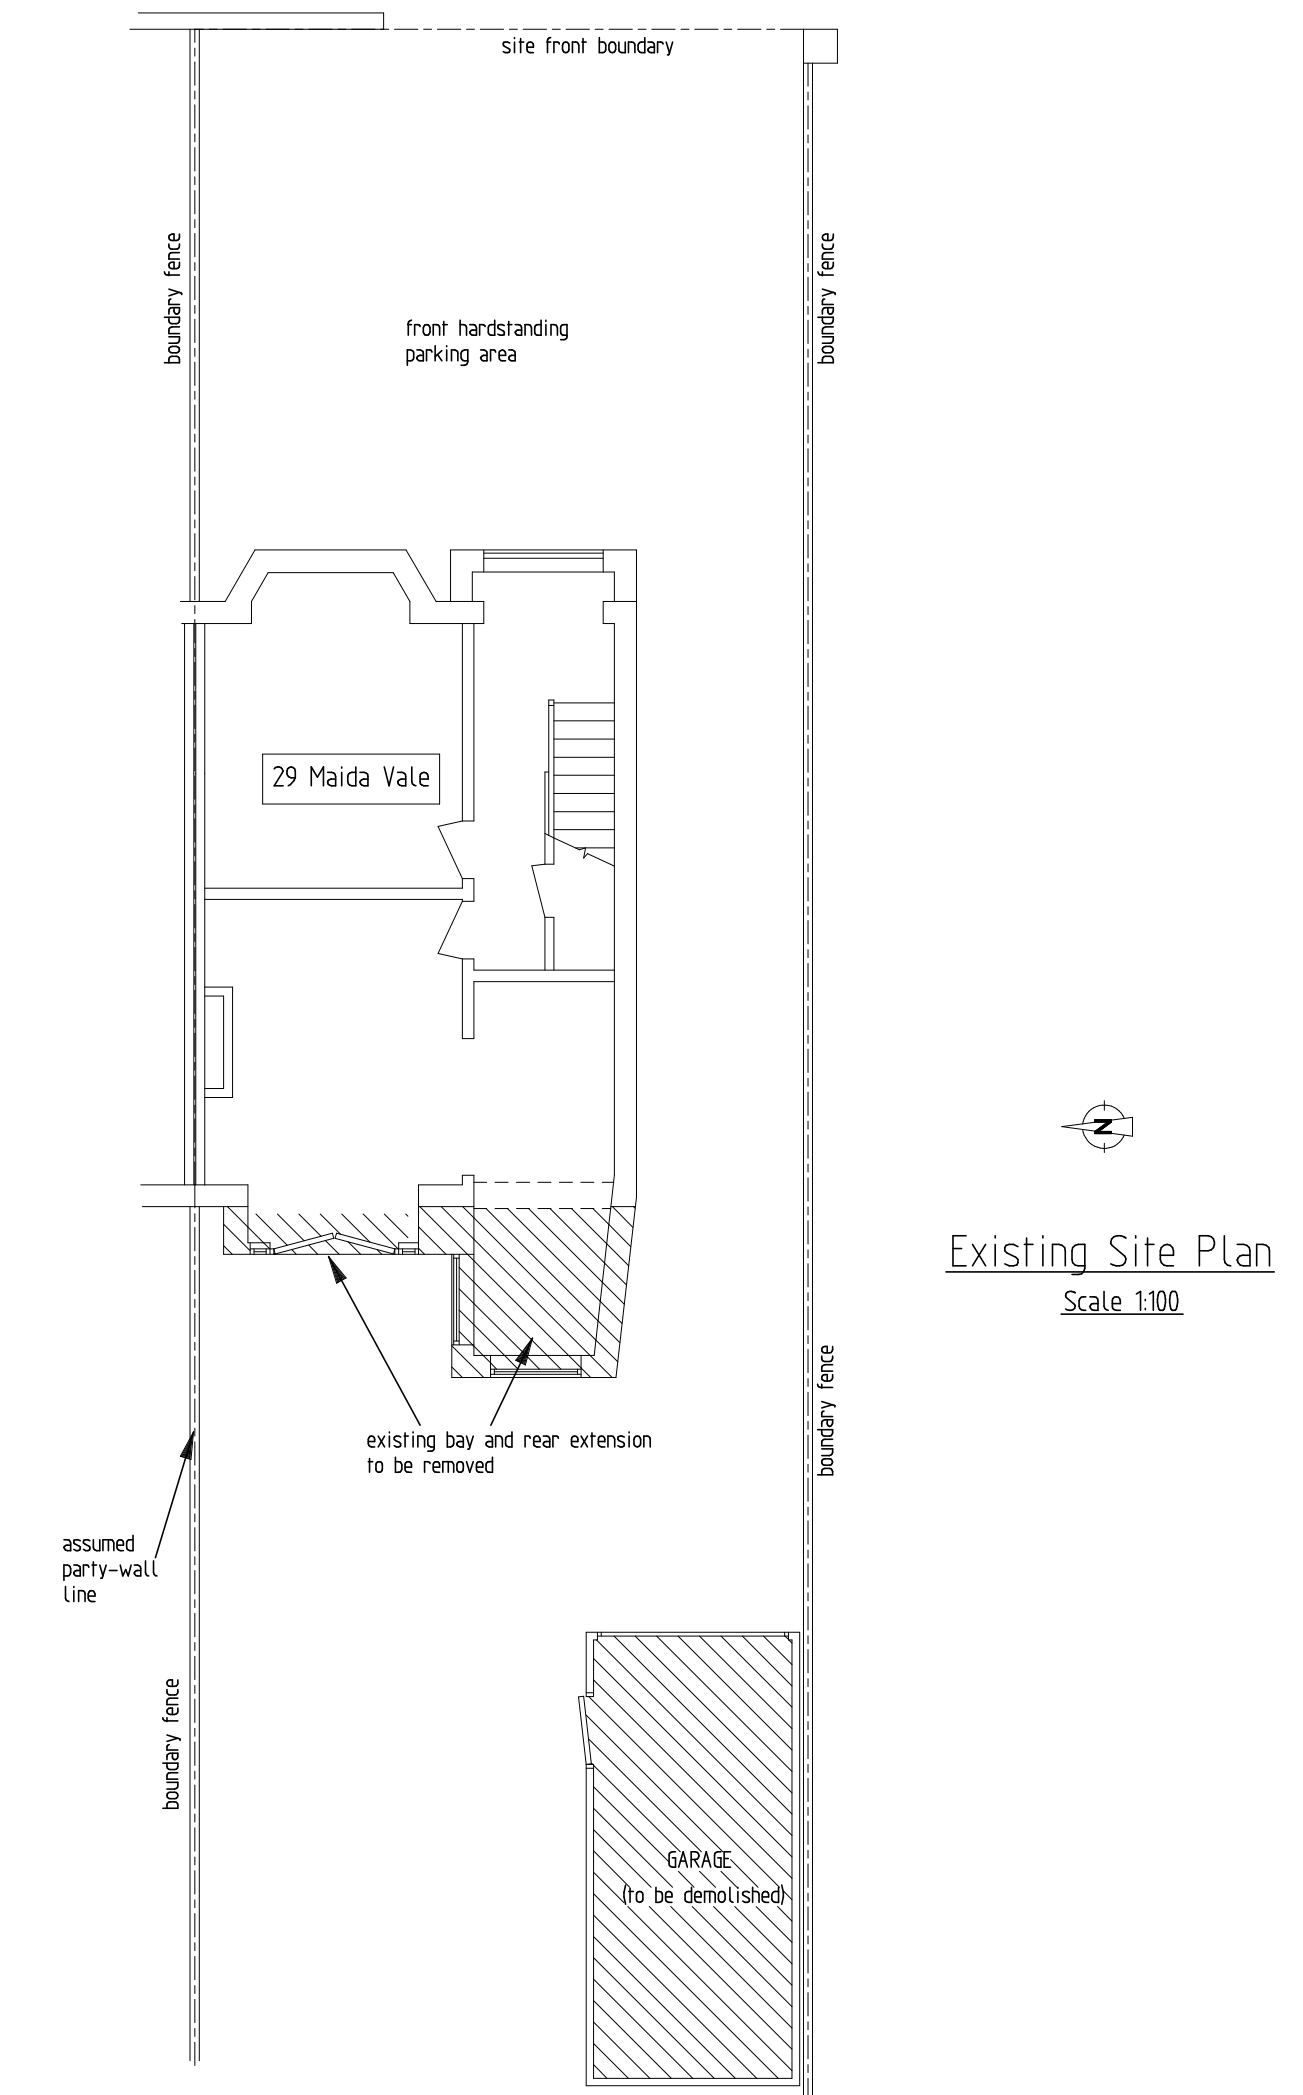 site front boundary
boundary fence
boundary fence
front hardstanding
parking area
29 Maida Vale
N
Existing Site Plan
Scale 1:100
boundary fence
existing bay and rear extension
to be removed
assumed
party-wall
line
boundary fence
GARAGE
(to be demolished)